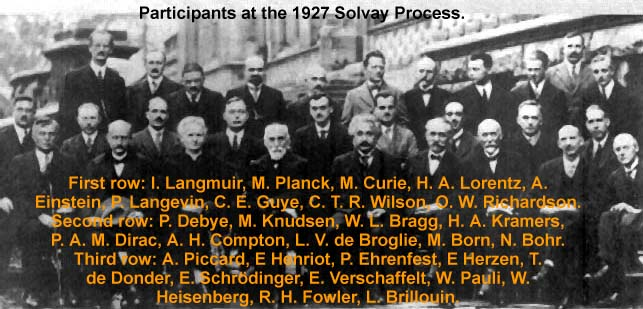 Participants at the 1927 Solvay Process.
First row: I. Langmuir, M. Planck, M. Curie, H. A. Lorentz, A.
Einstein, P. Langevin, C. E. Guye, C. T. R. Wilson, O. W. Richardson.
Second row: P. Debye, M. Knudsen, W. L. Bragg, H. A. Kramers,
P. A. M. Dirac, A. H. Compton, L. V. de Broglie, M. Born, N. Bohr.
Third row: A. Piccard, E Henriot, P. Ehrenfest, E Herzen, T.
de Donder, E. Schrödinger, E. Verschaffelt, W. Pauli, W.
Heisenberg, R. H. Fowler, L. Brillouin.